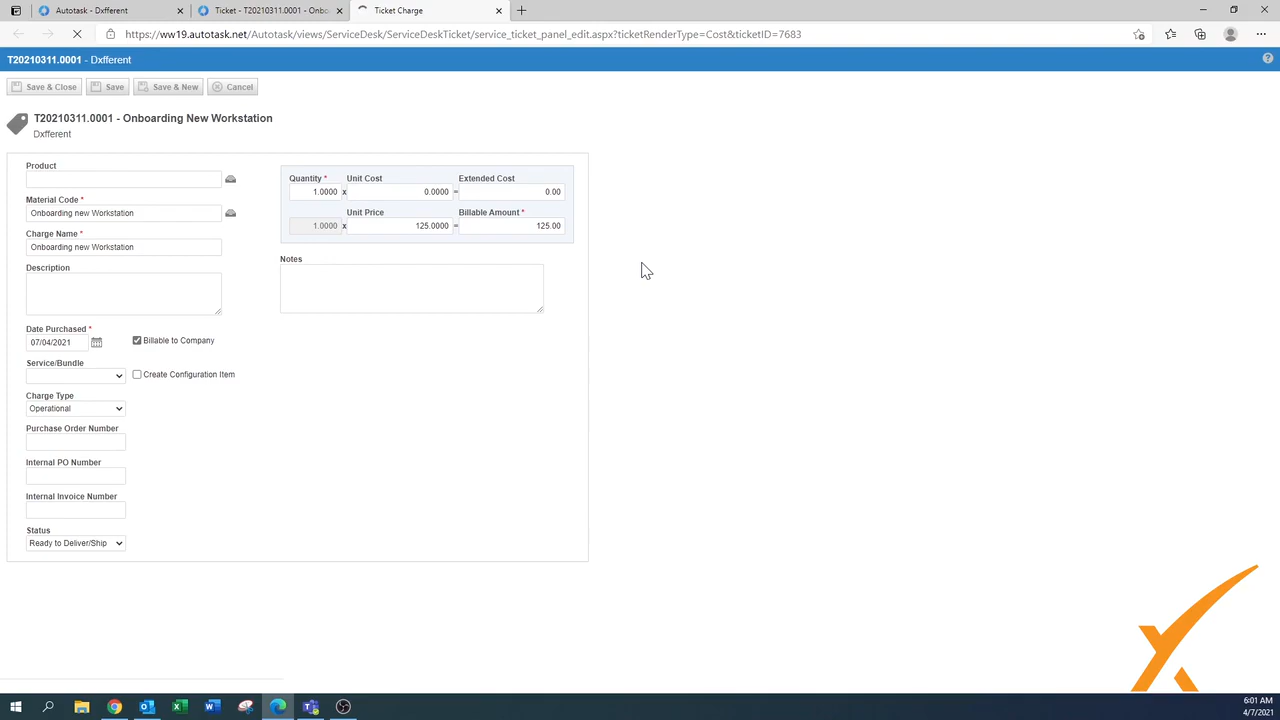 Autotask - Dxfferent
Ticket - T20210311.0001 - Onbo
Ticket Charge
https://ww19.autotask.net/Autotask/views/ServiceDesk/ServiceDeskTicket/service_ticket_panel_edit.aspx?ticketRenderType=Cost&ticketID=7683
T20210311.0001 - Dxfferent
Save & Close Save Save & New Cancel
T20210311.0001 - Onboarding New Workstation
Dxfferent
Product
Material Code *
Onboarding new Workstation
Charge Name *
Onboarding new Workstation
Description
Date Purchased *
07/04/2021
Billable to Company
Service/Bundle
Create Configuration Item
Charge Type
Operational
Purchase Order Number
Internal PO Number
Internal Invoice Number
Status
Ready to Deliver/Ship
Quantity * Unit Cost Extended Cost
1.0000 x 0.0000 = 0.00
Unit Price Billable Amount *
1.0000 x 125.0000 = 125.00
Notes
6:01 AM
4/7/2021